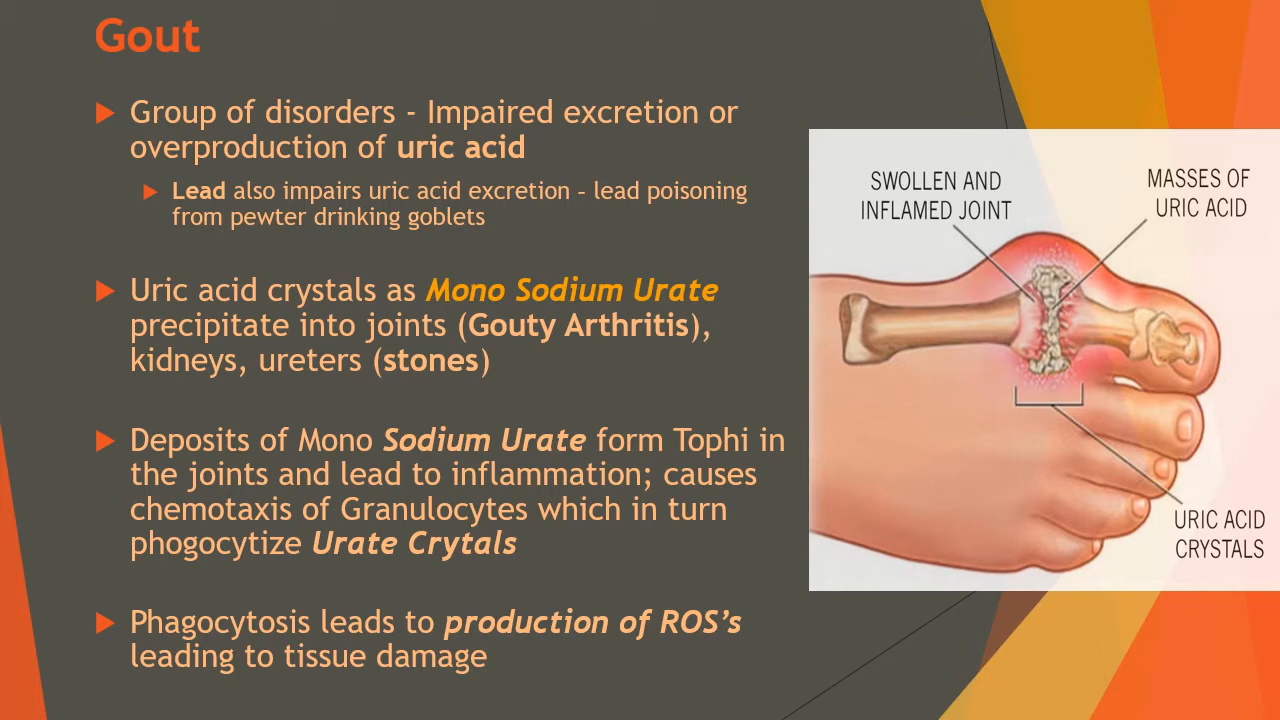 Gout
Group of disorders - Impaired excretion or
overproduction of uric acid
Lead also impairs uric acid excretion – lead poisoning
from pewter drinking goblets
Uric acid crystals as Mono Sodium Urate
precipitate into joints (Gouty Arthritis),
kidneys, ureters (stones)
Deposits of Mono Sodium Urate form Tophi in
the joints and lead to inflammation; causes
chemotaxis of Granulocytes which in turn
phogocytize Urate Crytals
Phagocytosis leads to production of ROS’s
leading to tissue damage
SWOLLEN AND
INFLAMED JOINT
MASSES OF
URIC ACID
URIC ACID
CRYSTALS